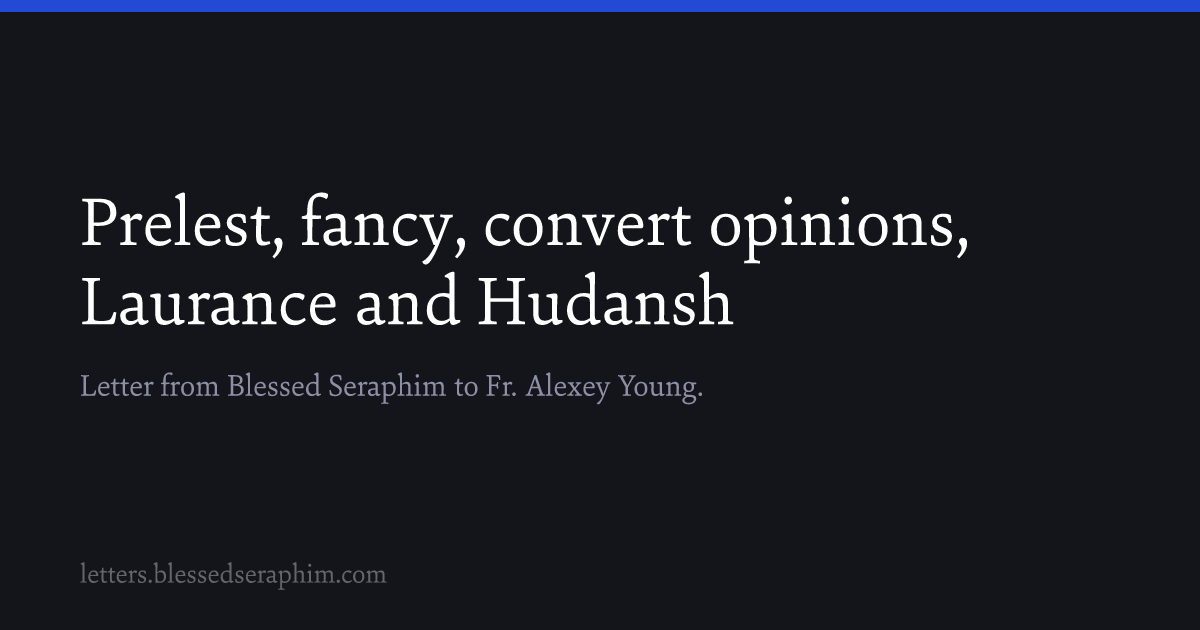 Prelest, fancy, convert opinions,
Laurance and Hudansh
Letter from Blessed Seraphim to Fr. Alexey Young.
letters.blessedseraphim.com